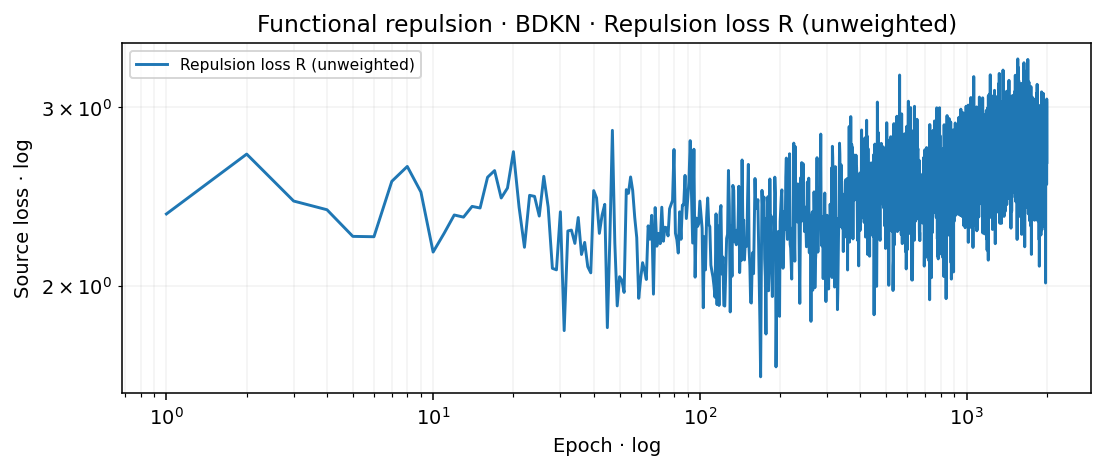 Functional repulsion · BDKN · Repulsion loss R (unweighted)
Repulsion loss R (unweighted)
3 × 10⁰
2 × 10⁰
Source loss · log
10⁰ 10¹ 10² 10³
Epoch · log